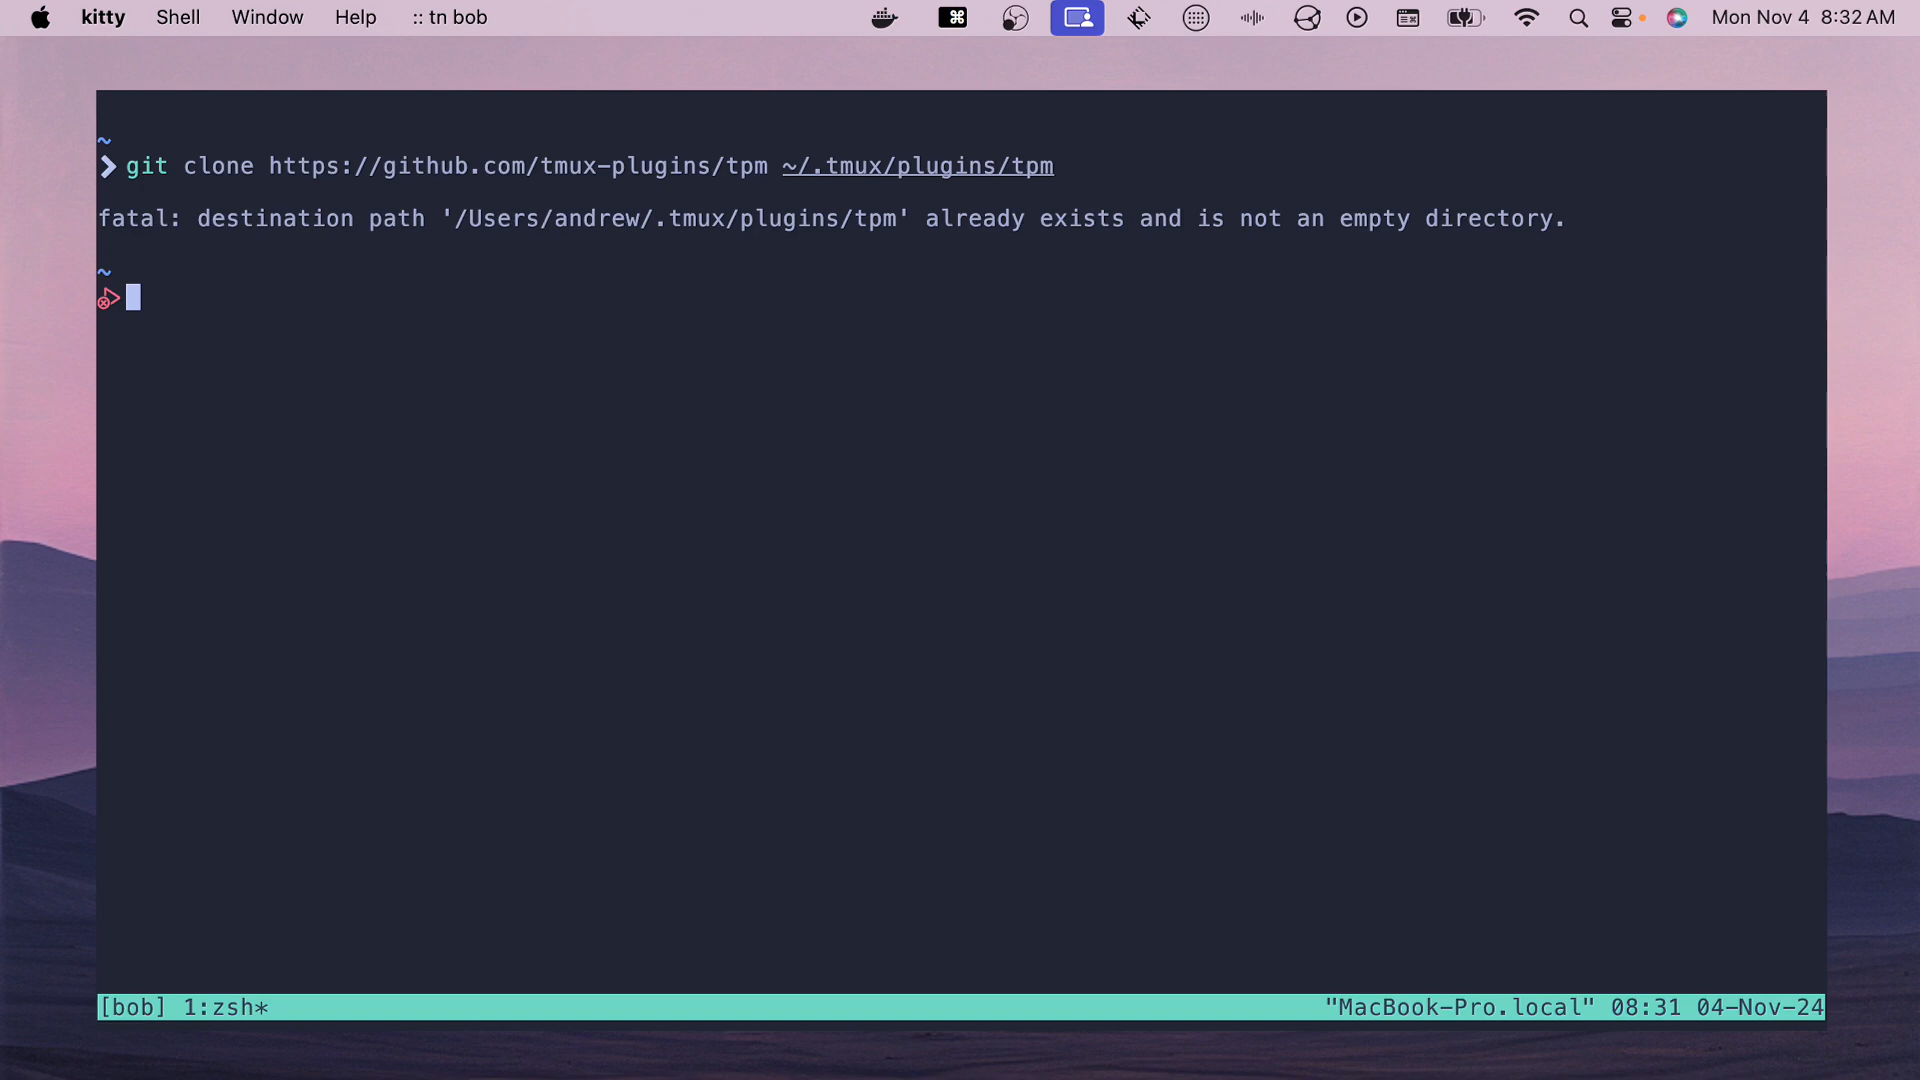 kitty Shell Window Help :: tn bob Mon Nov 4 8:32 AM
~
❯ git clone https://github.com/tmux-plugins/tpm ~/.tmux/plugins/tpm
fatal: destination path '/Users/andrew/.tmux/plugins/tpm' already exists and is not an empty directory.
~
[bob] 1:zsh* "MacBook-Pro.local" 08:31 04-Nov-24